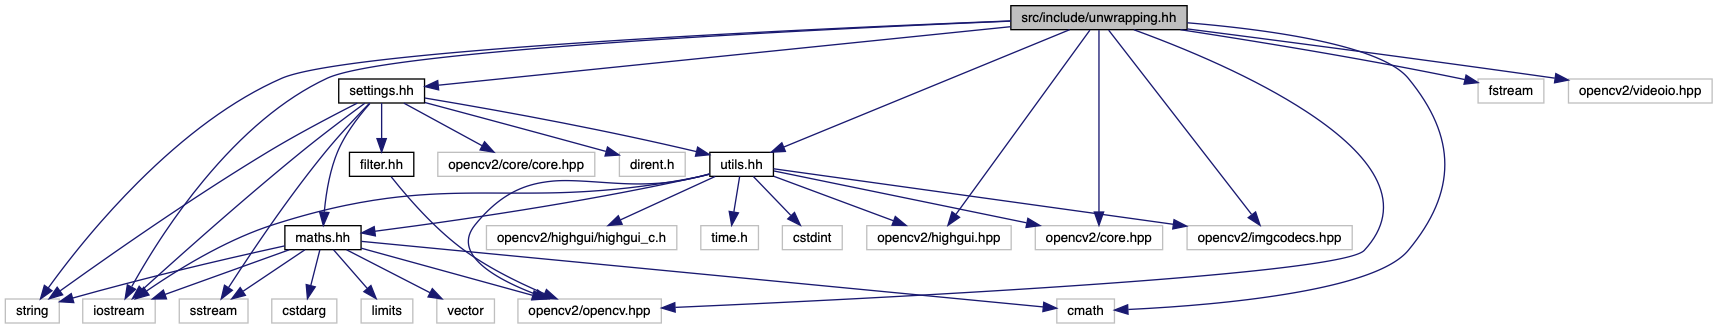 src/include/unwrapping.hh
settings.hh
fstream
opencv2/videoio.hpp
filter.hh
opencv2/core/core.hpp
dirent.h
utils.hh
maths.hh
opencv2/highgui/highgui_c.h
time.h
cstdint
opencv2/highgui.hpp
opencv2/core.hpp
opencv2/imgcodecs.hpp
string
iostream
sstream
cstdarg
limits
vector
opencv2/opencv.hpp
cmath